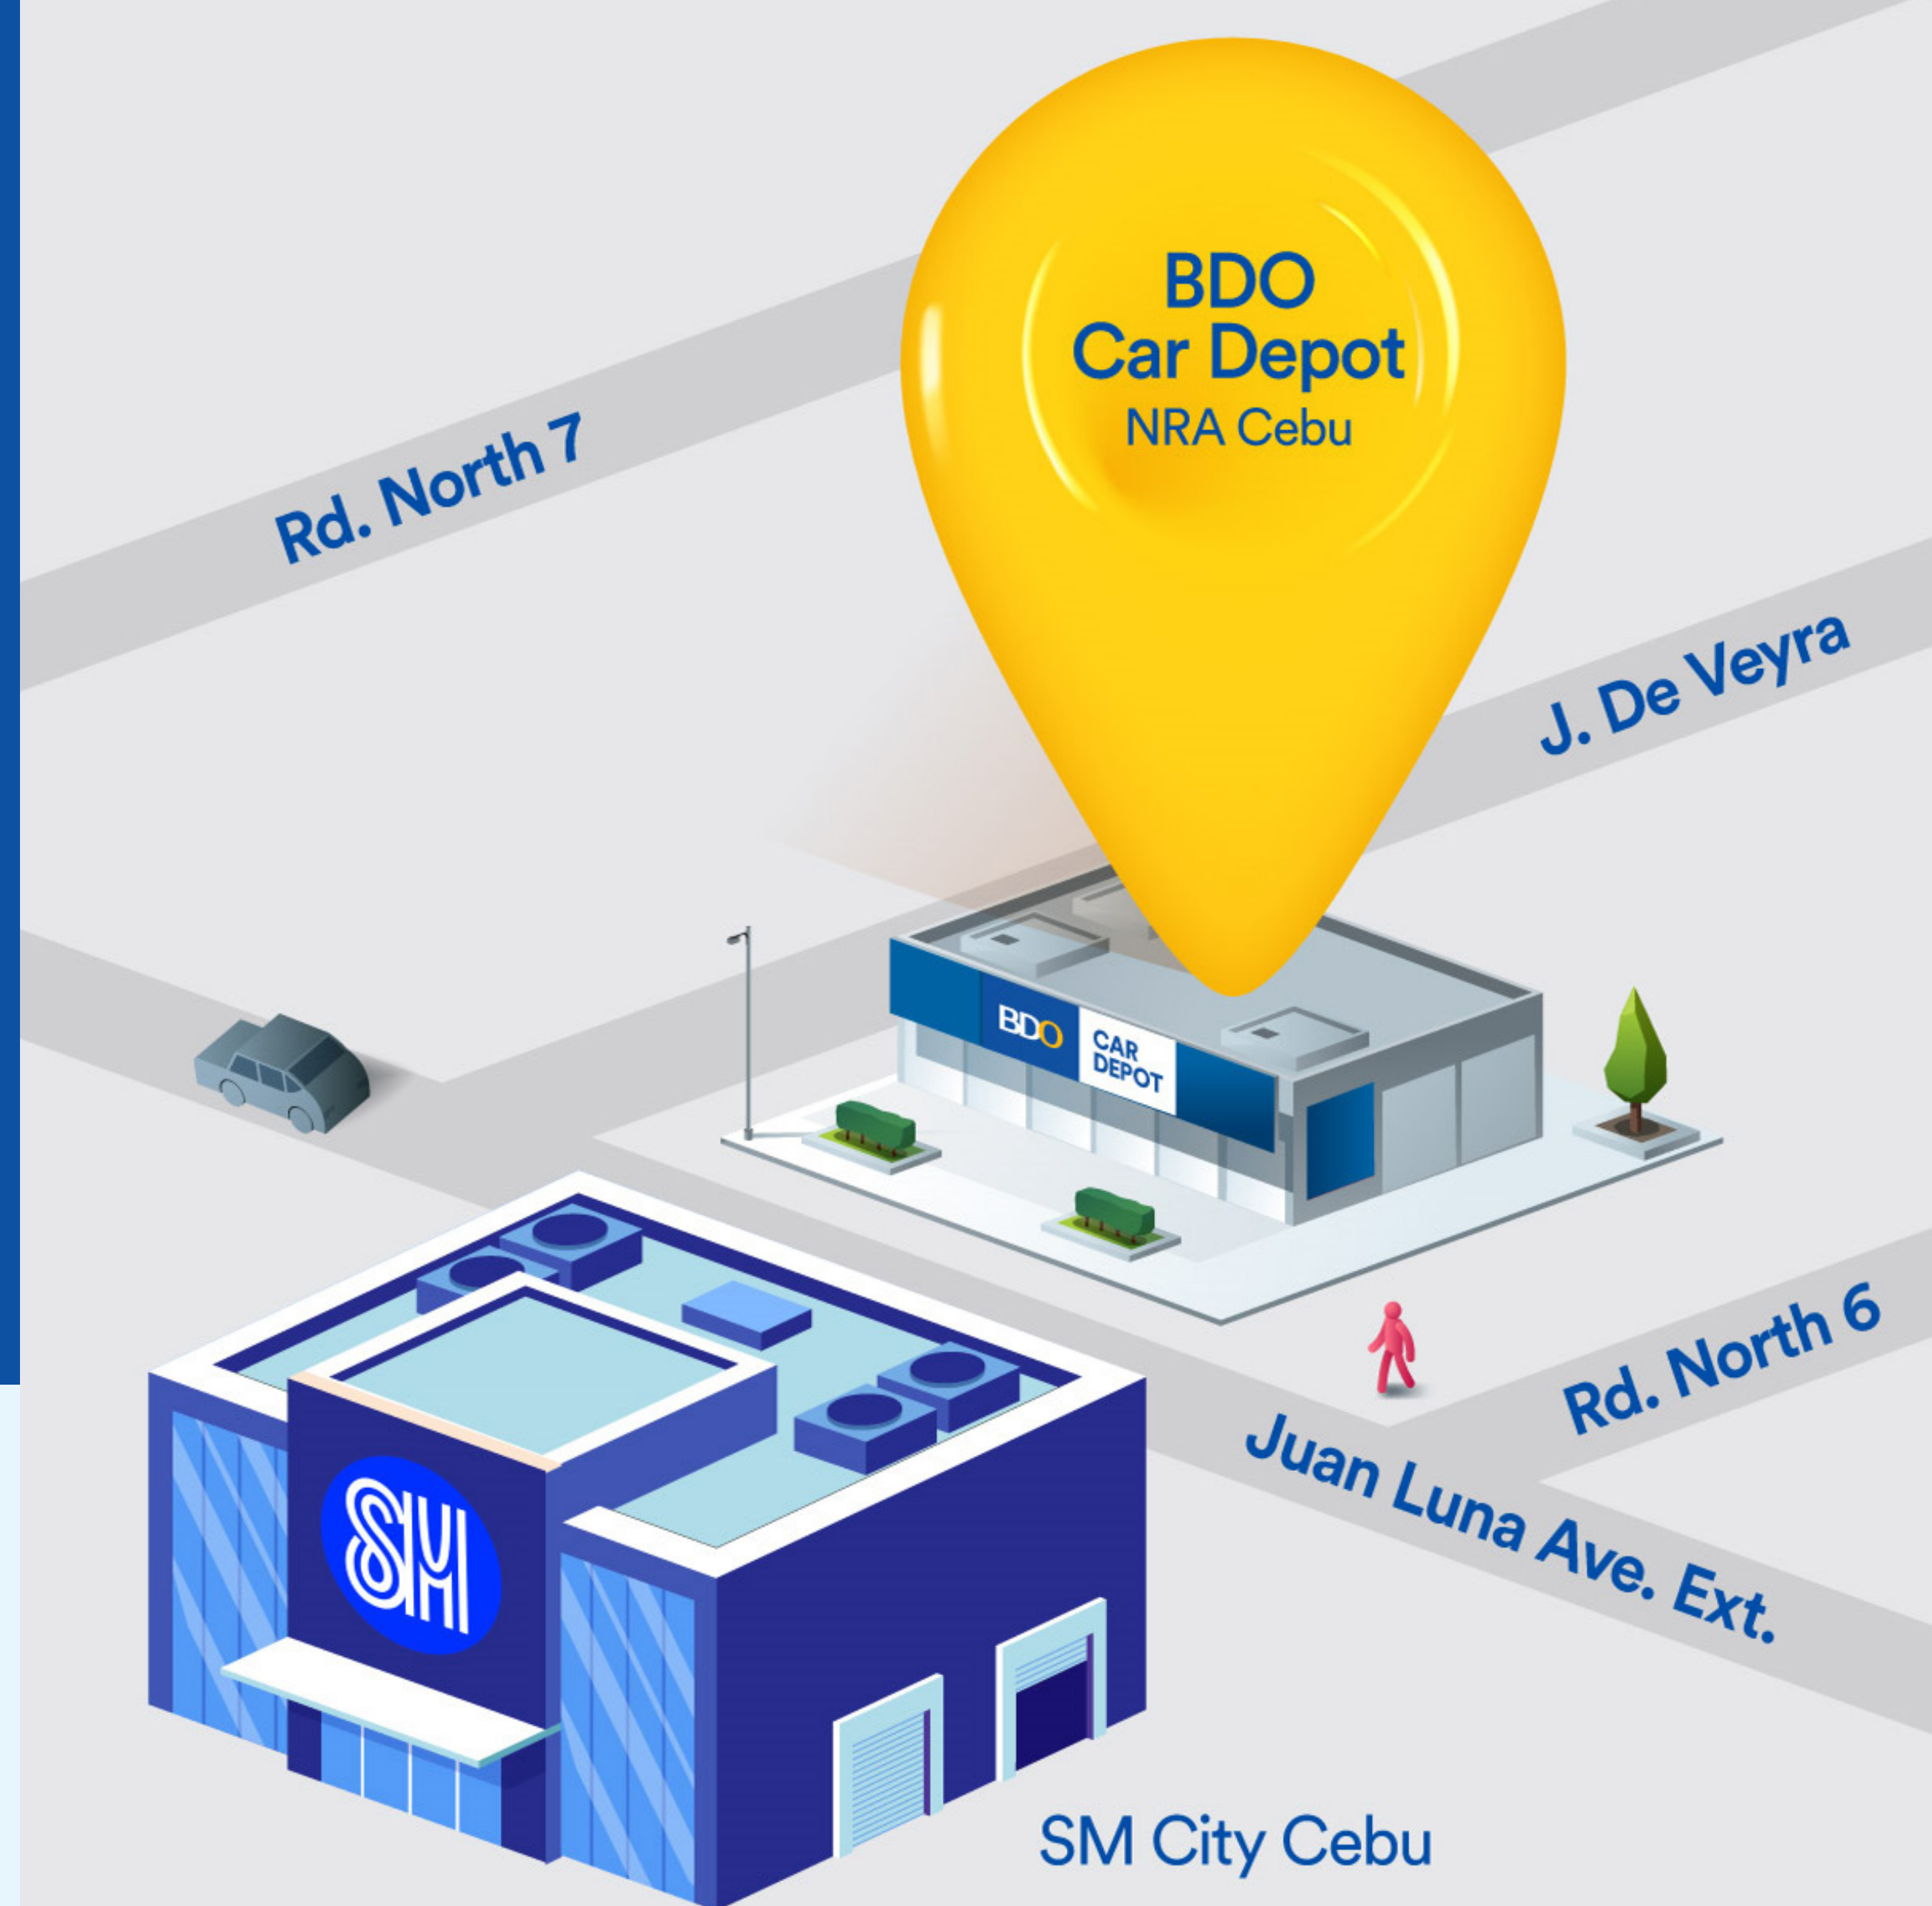 BDO
Car Depot
NRA Cebu
Rd. North 7
J. De Veyra
BDO
CAR
DEPOT
Rd. North 6
Juan Luna Ave. Ext.
SM
SM City Cebu